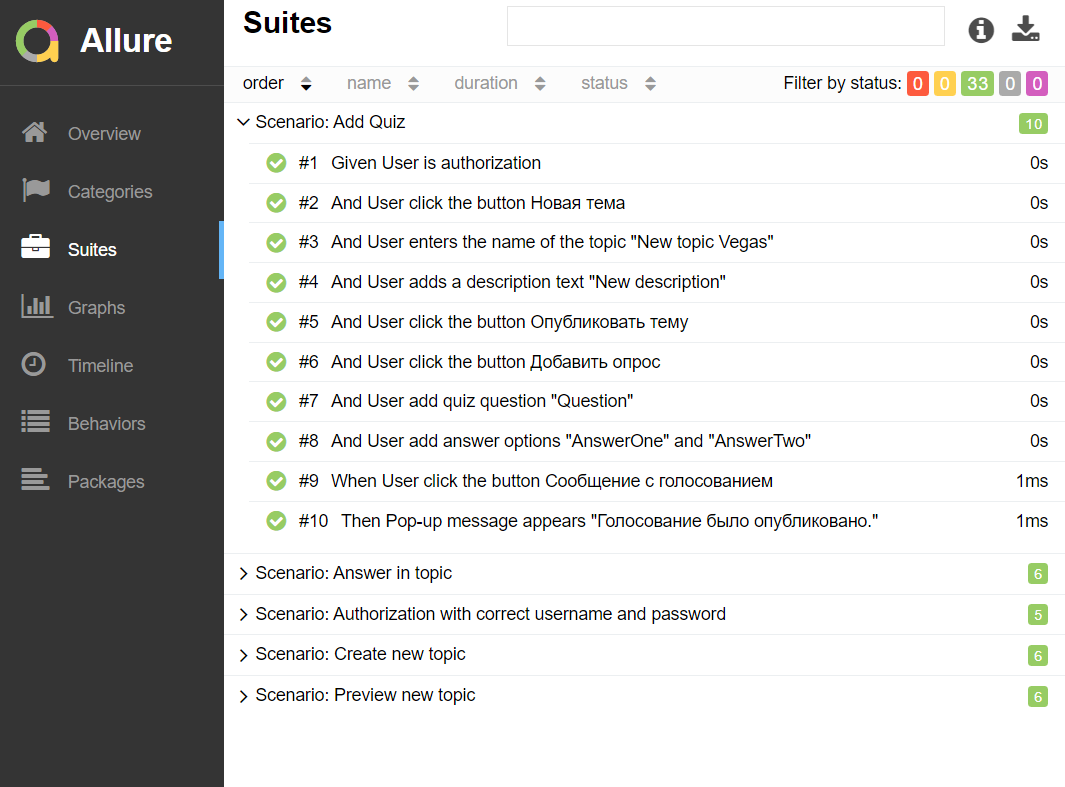 Allure
Overview
Categories
Suites
Graphs
Timeline
Behaviors
Packages
Suites
order name duration status Filter by status: 0 0 33 0 0
Scenario: Add Quiz 10
#1 Given User is authorization 0s
#2 And User click the button Новая тема 0s
#3 And User enters the name of the topic "New topic Vegas" 0s
#4 And User adds a description text "New description" 0s
#5 And User click the button Опубликовать тему 0s
#6 And User click the button Добавить опрос 0s
#7 And User add quiz question "Question" 0s
#8 And User add answer options "AnswerOne" and "AnswerTwo" 0s
#9 When User click the button Сообщение с голосованием 1ms
#10 Then Pop-up message appears "Голосование было опубликовано." 1ms
Scenario: Answer in topic 6
Scenario: Authorization with correct username and password 5
Scenario: Create new topic 6
Scenario: Preview new topic 6